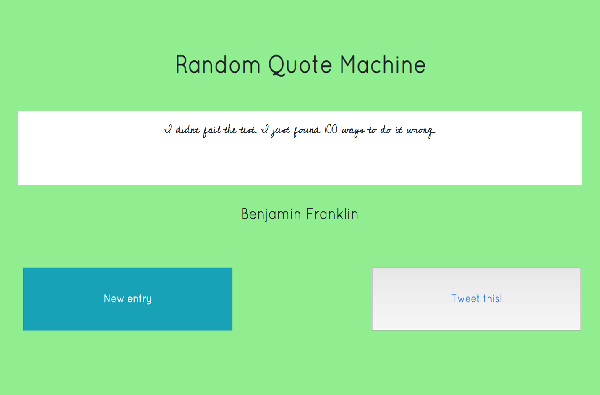 Random Quote Machine
I didnt fail the test. I just found 100 ways to do it wrong.
Benjamin Franklin
New entry
Tweet this!